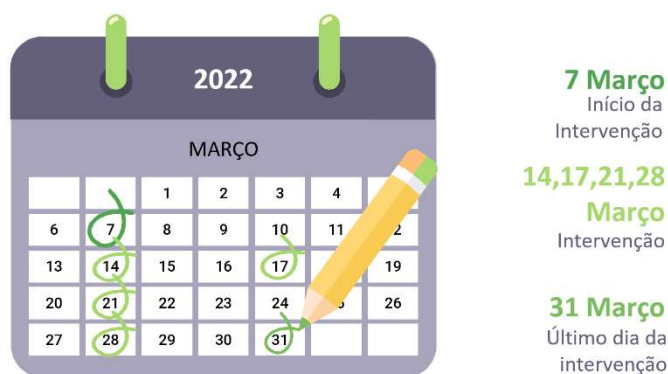 2022
MARÇO
1 2 3 4
6 7 8 9 10 11
13 14 15 16 17 19
20 21 22 23 24 26
27 28 29 30 31
7 Março
Início da
Intervenção
14,17,21,28
Março
Intervenção
31 Março
Último dia da
intervenção